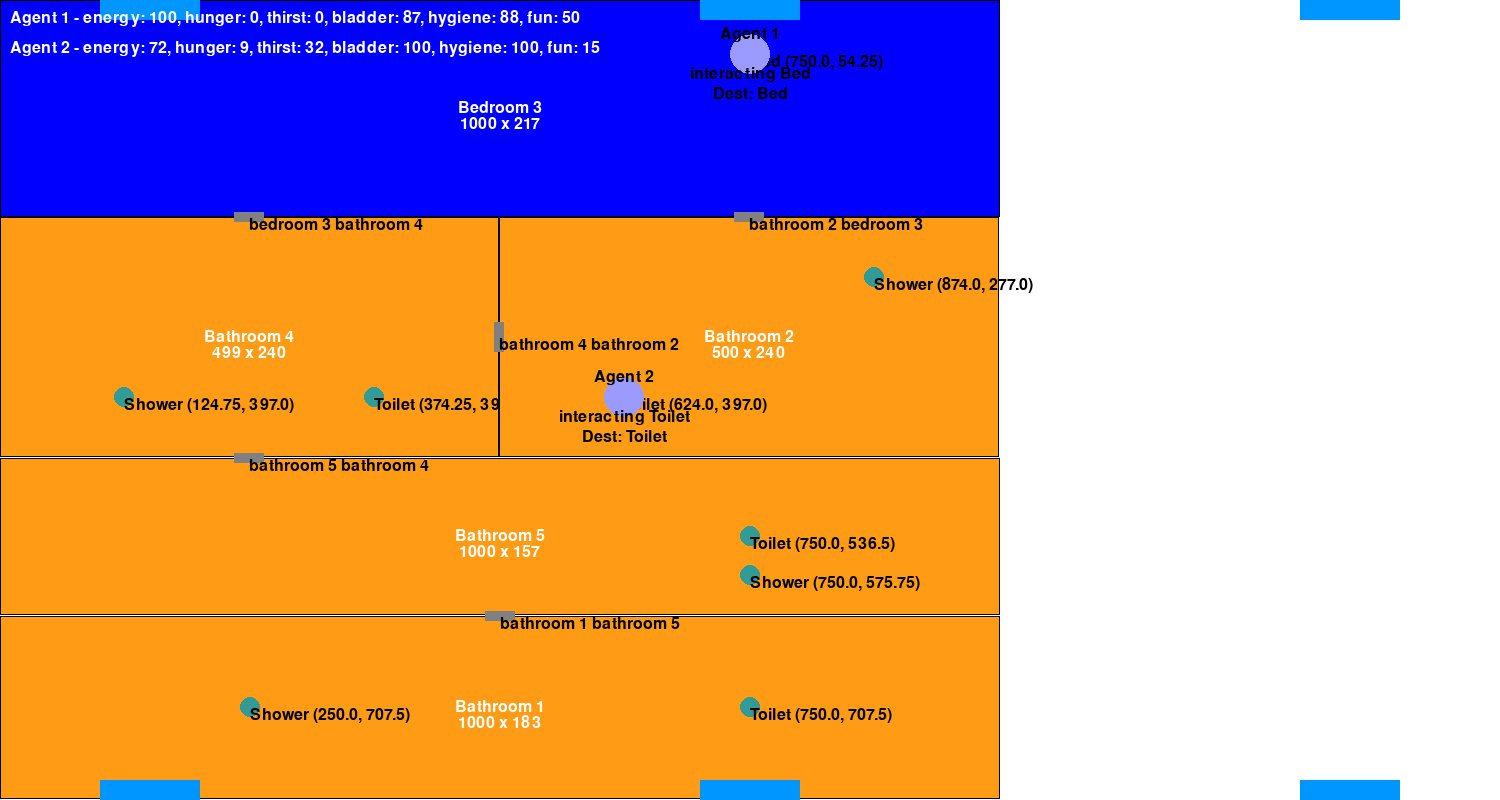 Agent 1 - energy: 100, hunger: 0, thirst: 0, bladder: 87, hygiene: 88, fun: 50
Agent 2 - energy: 72, hunger: 9, thirst: 32, bladder: 100, hygiene: 100, fun: 15
Agent 1
(750.0, 54.25)
interacting Bed
Dest: Bed
Bedroom 3
1000 x 217
bedroom 3 bathroom 4
bathroom 2 bedroom 3
Shower (874.0, 277.0)
Bathroom 4
499 x 240
bathroom 4 bathroom 2
Bathroom 2
500 x 240
Agent 2
Shower (124.75, 397.0)
Toilet (374.25, 39
(624.0, 397.0)
interacting Toilet
Dest: Toilet
bathroom 5 bathroom 4
Bathroom 5
1000 x 157
Toilet (750.0, 536.5)
Shower (750.0, 575.75)
bathroom 1 bathroom 5
Bathroom 1
1000 x 183
Shower (250.0, 707.5)
Toilet (750.0, 707.5)